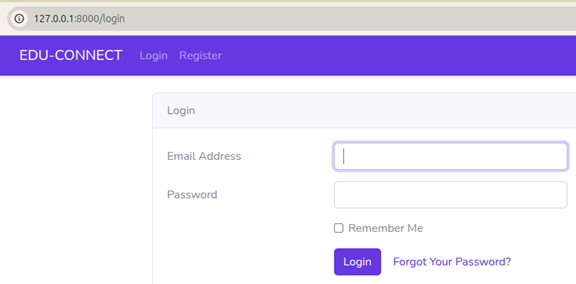 127.0.0.1:8000/login
EDU-CONNECT Login Register
Login
Email Address
Password
Remember Me
Login Forgot Your Password?